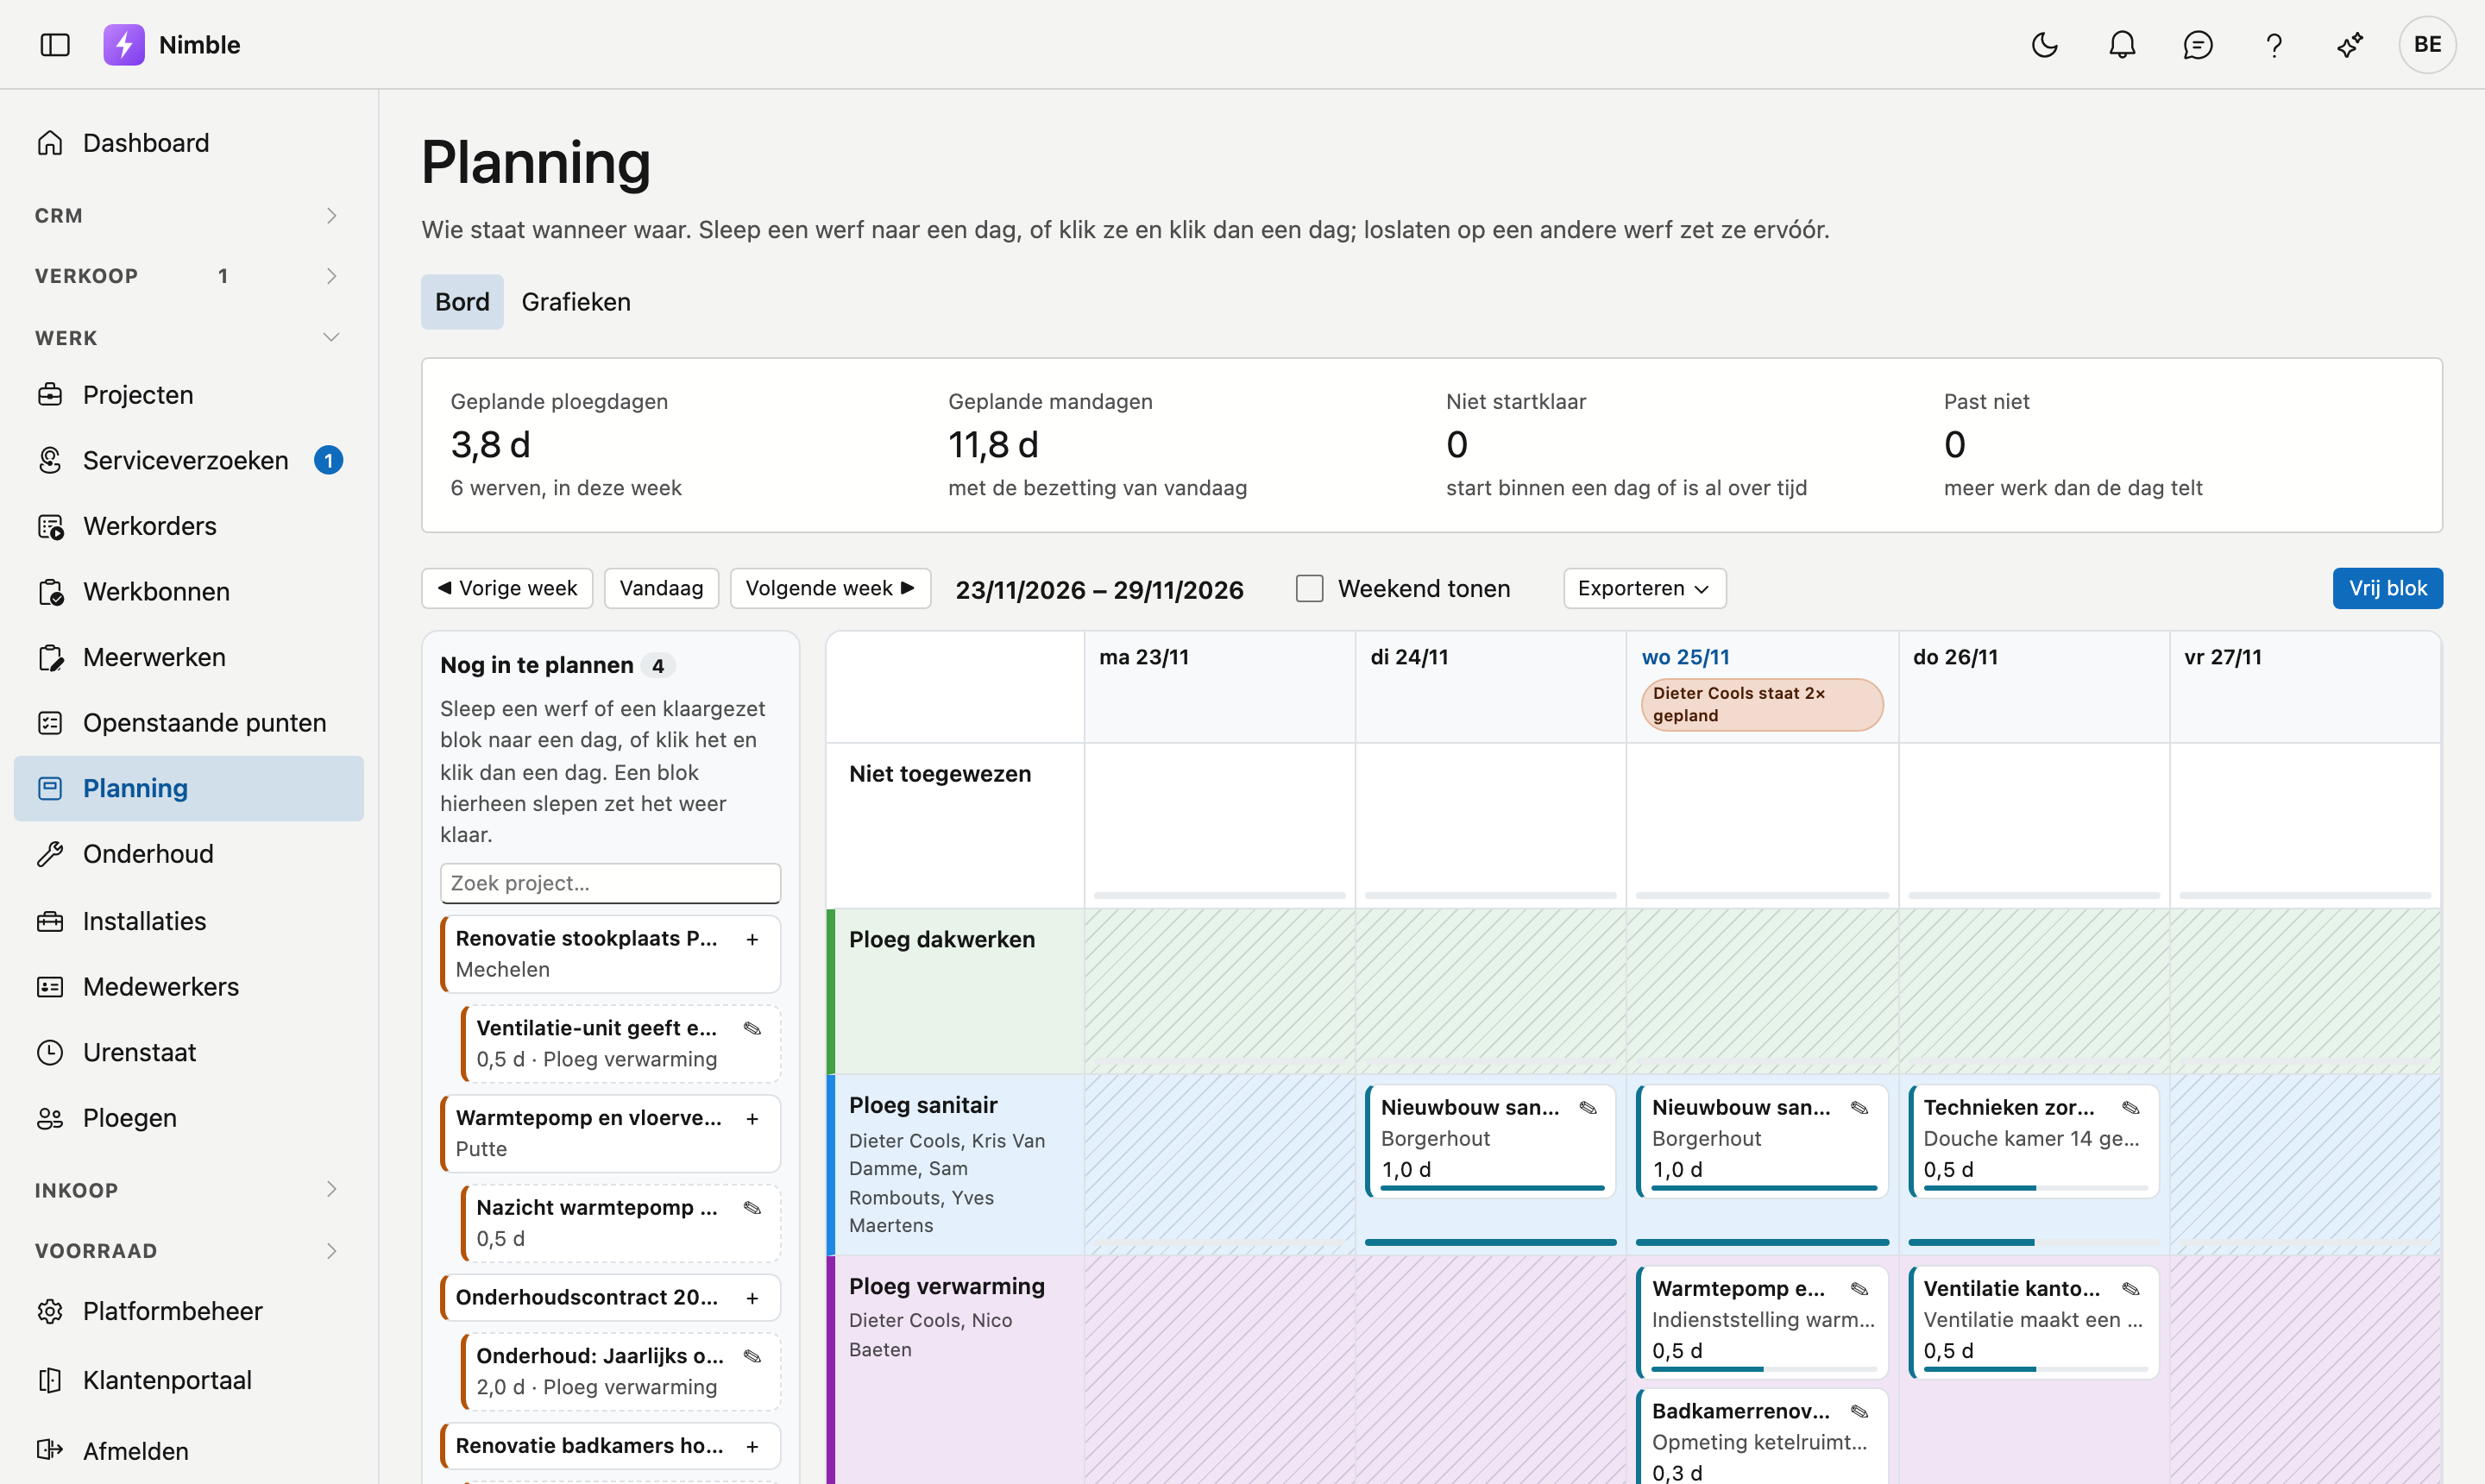 Nimble
BE
Dashboard
CRM
VERKOOP 1
WERK
Projecten
Serviceverzoeken 1
Werkorders
Werkbonnen
Meerwerken
Openstaande punten
Planning
Onderhoud
Installaties
Medewerkers
Urenstaat
Ploegen
INKOOP
VOORRAAD
Platformbeheer
Klantenportaal
Afmelden
Planning
Wie staat wanneer waar. Sleep een werf naar een dag, of klik ze en klik dan een dag; loslaten op een andere werf zet ze ervóór.
Bord Grafieken
Geplande ploegdagen
3,8 d
6 werven, in deze week
Geplande mandagen
11,8 d
met de bezetting van vandaag
Niet startklaar
0
start binnen een dag of is al over tijd
Past niet
0
meer werk dan de dag telt
Vorige week Vandaag Volgende week 23/11/2026 – 29/11/2026 Weekend tonen Exporteren Vrij blok
Nog in te plannen 4
Sleep een werf of een klaargezet
blok naar een dag, of klik het en
klik dan een dag. Een blok
hierheen slepen zet het weer
klaar.
Zoek project...
Renovatie stookplaats P... +
Mechelen
Ventilatie-unit geeft e...
0,5 d · Ploeg verwarming
Warmtepomp en vloerve... +
Putte
Nazicht warmtepomp ...
0,5 d
Onderhoudscontract 20... +
Onderhoud: Jaarlijks o...
2,0 d · Ploeg verwarming
Renovatie badkamers ho... +
ma 23/11 di 24/11 wo 25/11 do 26/11 vr 27/11
Dieter Cools staat 2×
gepland
Niet toegewezen
Ploeg dakwerken
Ploeg sanitair
Dieter Cools, Kris Van
Damme, Sam
Rombouts, Yves
Maertens
Nieuwbouw san...
Borgerhout
1,0 d
Nieuwbouw san...
Borgerhout
1,0 d
Technieken zor...
Douche kamer 14 ge...
0,5 d
Ploeg verwarming
Dieter Cools, Nico
Baeten
Warmtepomp e...
Indienststelling warm...
0,5 d
Badkamerrenov...
Opmeting ketelruimt...
0,3 d
Ventilatie kanto...
Ventilatie maakt een ...
0,5 d